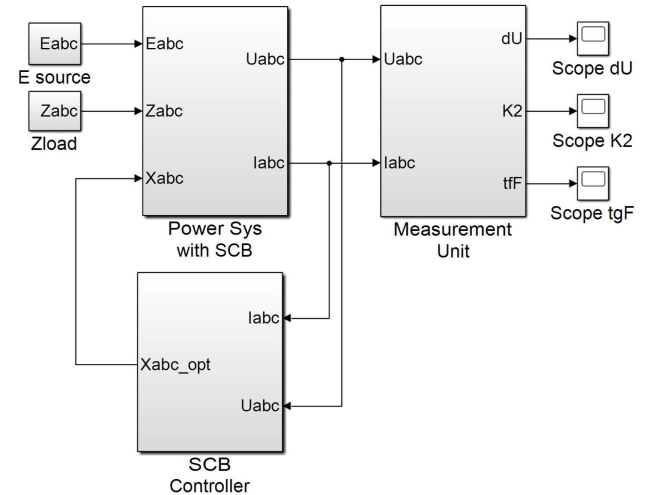 Eabc
E source
Zabc
Zload
Eabc
Zabc
Xabc
Uabc
Iabc
Power Sys
with SCB
Uabc
Iabc
dU
K2
tfF
Measurement
Unit
Scope dU
Scope K2
Scope tgF
Iabc
Xabc_opt
Uabc
SCB
Controller